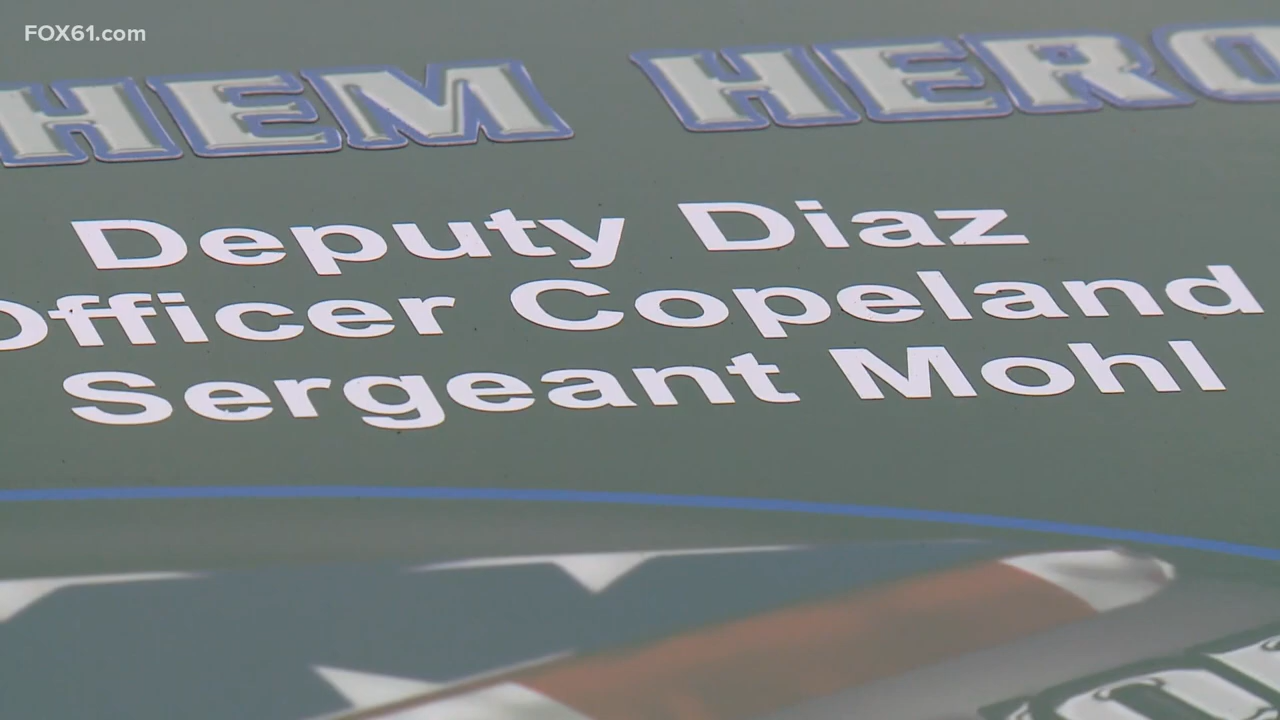 FOX61.com
HEM HERO
Deputy Diaz
Officer Copeland
Sergeant Mohl